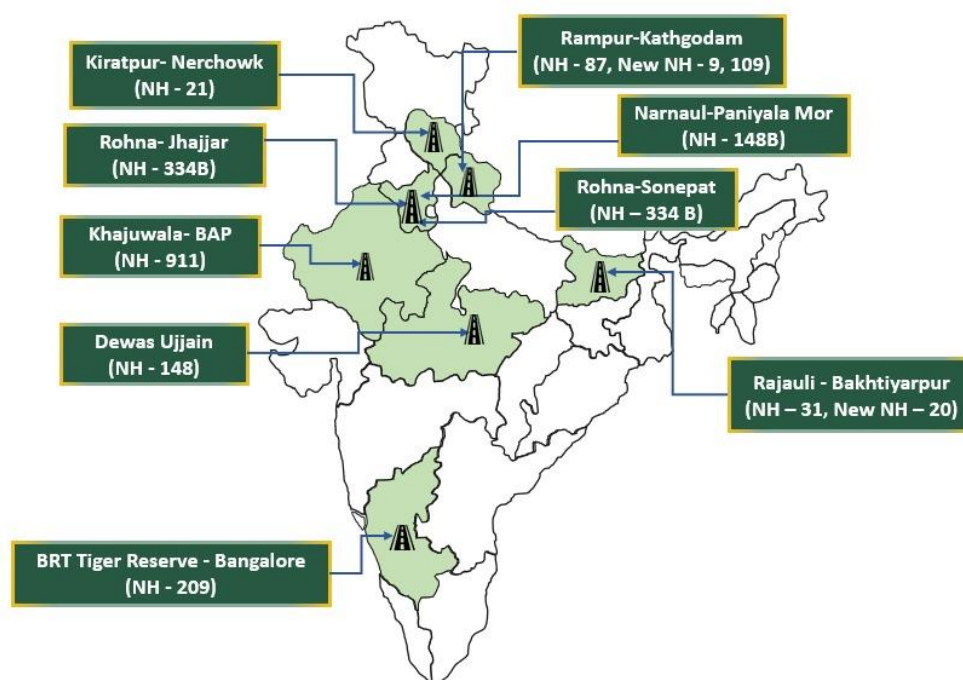 Kiratpur- Nerchowk
(NH - 21)
Rampur-Kathgodam
(NH - 87, New NH - 9, 109)
Rohna- Jhajjar
(NH - 334B)
Narnaul-Paniyala Mor
(NH - 148B)
Rohna-Sonepat
(NH – 334 B)
Khajuwala- BAP
(NH - 911)
Dewas Ujjain
(NH - 148)
Rajauli - Bakhtiyarpur
(NH – 31, New NH – 20)
BRT Tiger Reserve - Bangalore
(NH - 209)